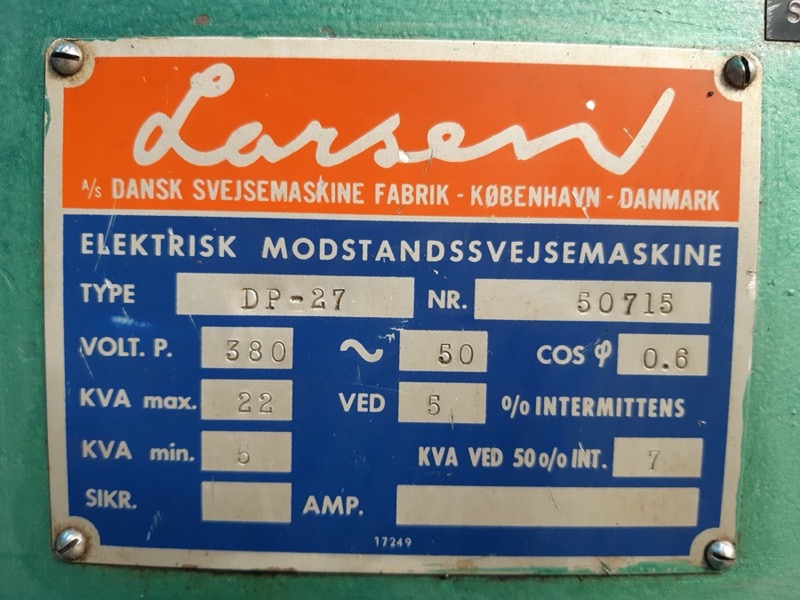 Larsen
A/S DANSK SVEJSEMASKINE FABRIK - KØBENHAVN - DANMARK
ELEKTRISK MODSTANDSSVEJSEMASKINE
TYPE DP-27 NR. 50715
VOLT. P. 380 ~ 50 COS φ 0.6
KVA max. 22 VED 5 o/o INTERMITTENS
KVA min. 5 KVA VED 50 o/o INT. 7
SIKR. AMP.
17249